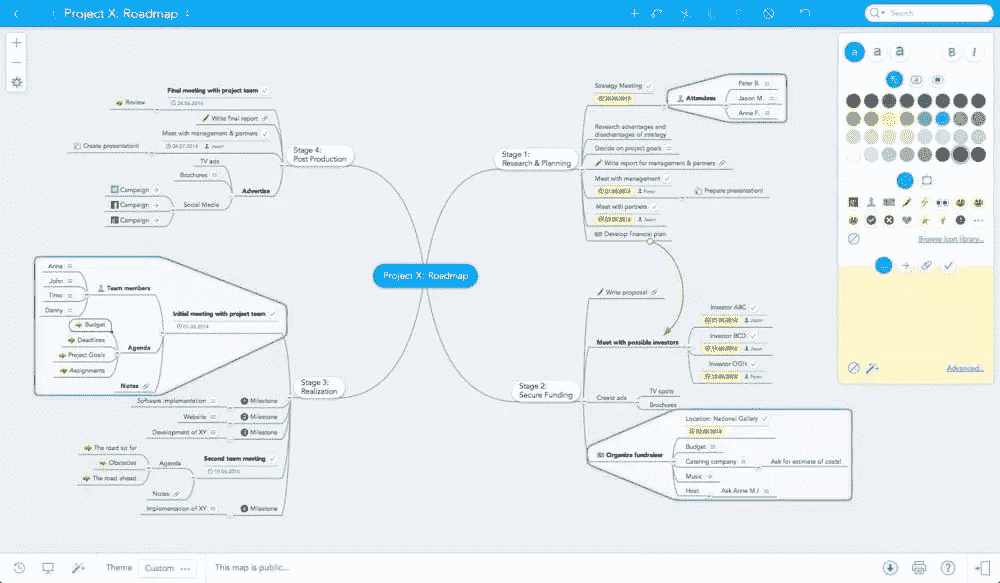 Project X: Roadmap
Search
Final meeting with project team
Review
24.06.2014
Write final report
Meet with management & partners
Create presentation!
04.27.2014
Jason
TV ads
Brochures
Advertise
Campaign
Campaign
Campaign
Social Media
Stage 4:
Post Production
Strategy Meeting
Attendees
Peter B.
Jason M.
Anne F.
Stage 1:
Research & Planning
Research advantages and
disadvantages of strategy
Decide on project goals
Write report for management & partners
Meet with management
Peter
Prepare presentation!
Meet with partners
Jason
Develop financial plan
Project X: Roadmap
Anna
John
Timo
Danny
Team members
Initial meeting with project team
01.06.2014
Budget
Deadlines
Project Goals
Assignments
Agenda
Notes
Stage 3:
Realization
Software implementation
Milestone
Website
Milestone
Development of XY
Milestone
The road so far
Obstacles
The road ahead
Agenda
Second team meeting
19.06.2014
Notes
Implementation of XY
Milestone
Write proposal
Meet with possible investors
Investor ABC
Jason
Investor BCD
Jason
Investor OGH
Jason
Stage 2:
Secure Funding
Create ads
TV spots
Brochures
Organize fundraiser
Location: National Gallery
Budget
Catering company
Ask for estimate of costs!
Music
Host
Ask Anne M.!
a
a
a
B
I
Browse icon library...
Advanced...
Theme
Custom
This map is public...